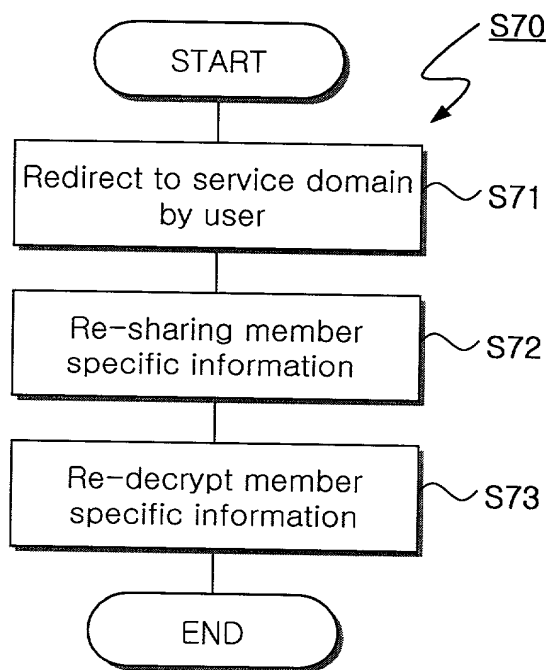 S70
START
Redirect to service domain
by user
S71
Re-sharing member
specific information
S72
Re-decrypt member
specific information
S73
END